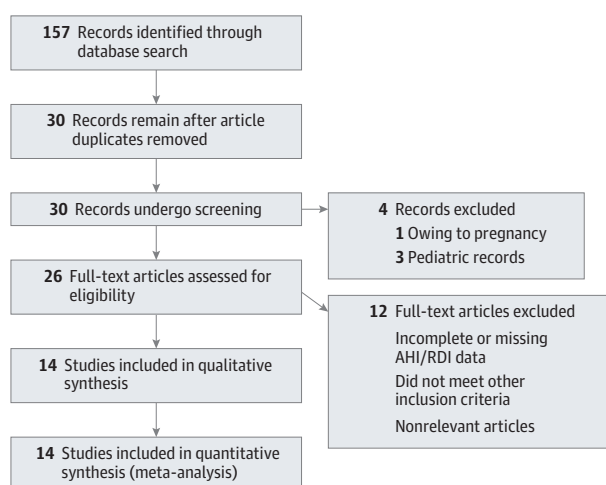 157 Records identified through
database search
30 Records remain after article
duplicates removed
30 Records undergo screening
4 Records excluded
1 Owing to pregnancy
3 Pediatric records
26 Full-text articles assessed for
eligibility
12 Full-text articles excluded
Incomplete or missing
AHI/RDI data
Did not meet other
inclusion criteria
Nonrelevant articles
14 Studies included in qualitative
synthesis
14 Studies included in quantitative
synthesis (meta-analysis)